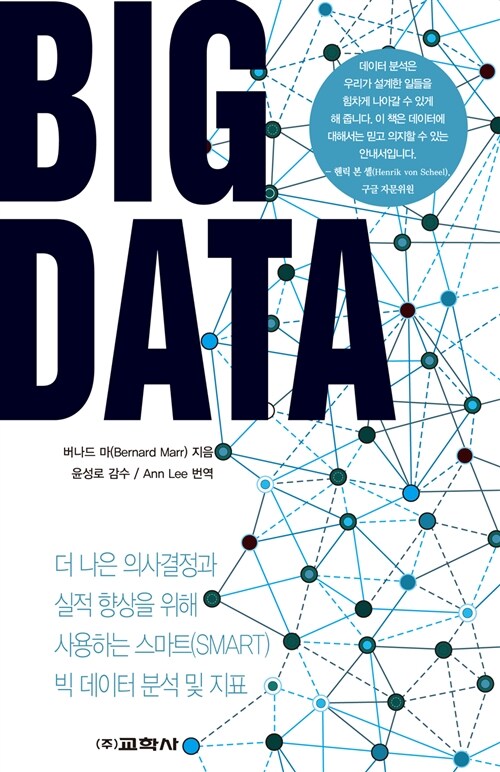 BIG
DATA
데이터 분석은
우리가 설계한 일들을
힘차게 나아갈 수 있게
해 줍니다. 이 책은 데이터에
대해서는 믿고 의지할 수 있는
안내서입니다.
- 헨릭 본 셸(Henrik von Scheel),
구글 자문위원
버나드 마(Bernard Marr) 지음
윤성로 감수 / Ann Lee 번역
더 나은 의사결정과
실적 향상을 위해
사용하는 스마트(SMART)
빅 데이터 분석 및 지표
(주)교학사